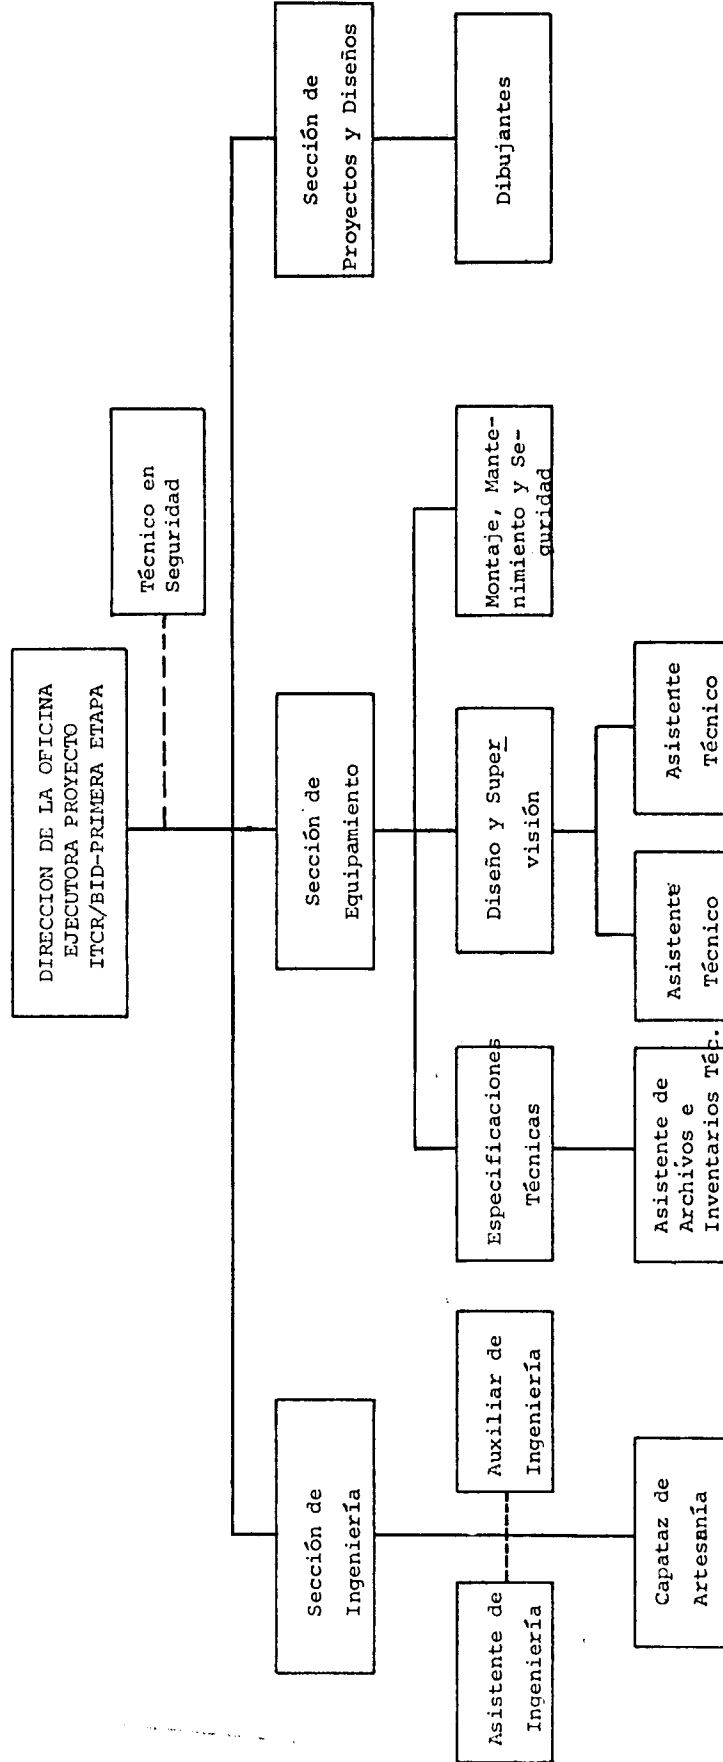 DIRECCION DE LA OFICINA
EJECUTORA PROYECTO
ITCR/BID-PRIMERA ETAPA
Técnico en
Seguridad
Sección de
Ingeniería
Sección de
Equipamiento
Sección de
Proyectos y Diseños
Asistente de
Ingeniería
Auxiliar de
Ingeniería
Especificaciones
Técnicas
Diseño y Super
visión
Montaje, Mante-
nimiento y Se-
guridad
Dibujantes
Capataz de
Artesanía
Asistente de
Archivos e
Inventarios Téc.
Asistente
Técnico
Asistente
Técnico